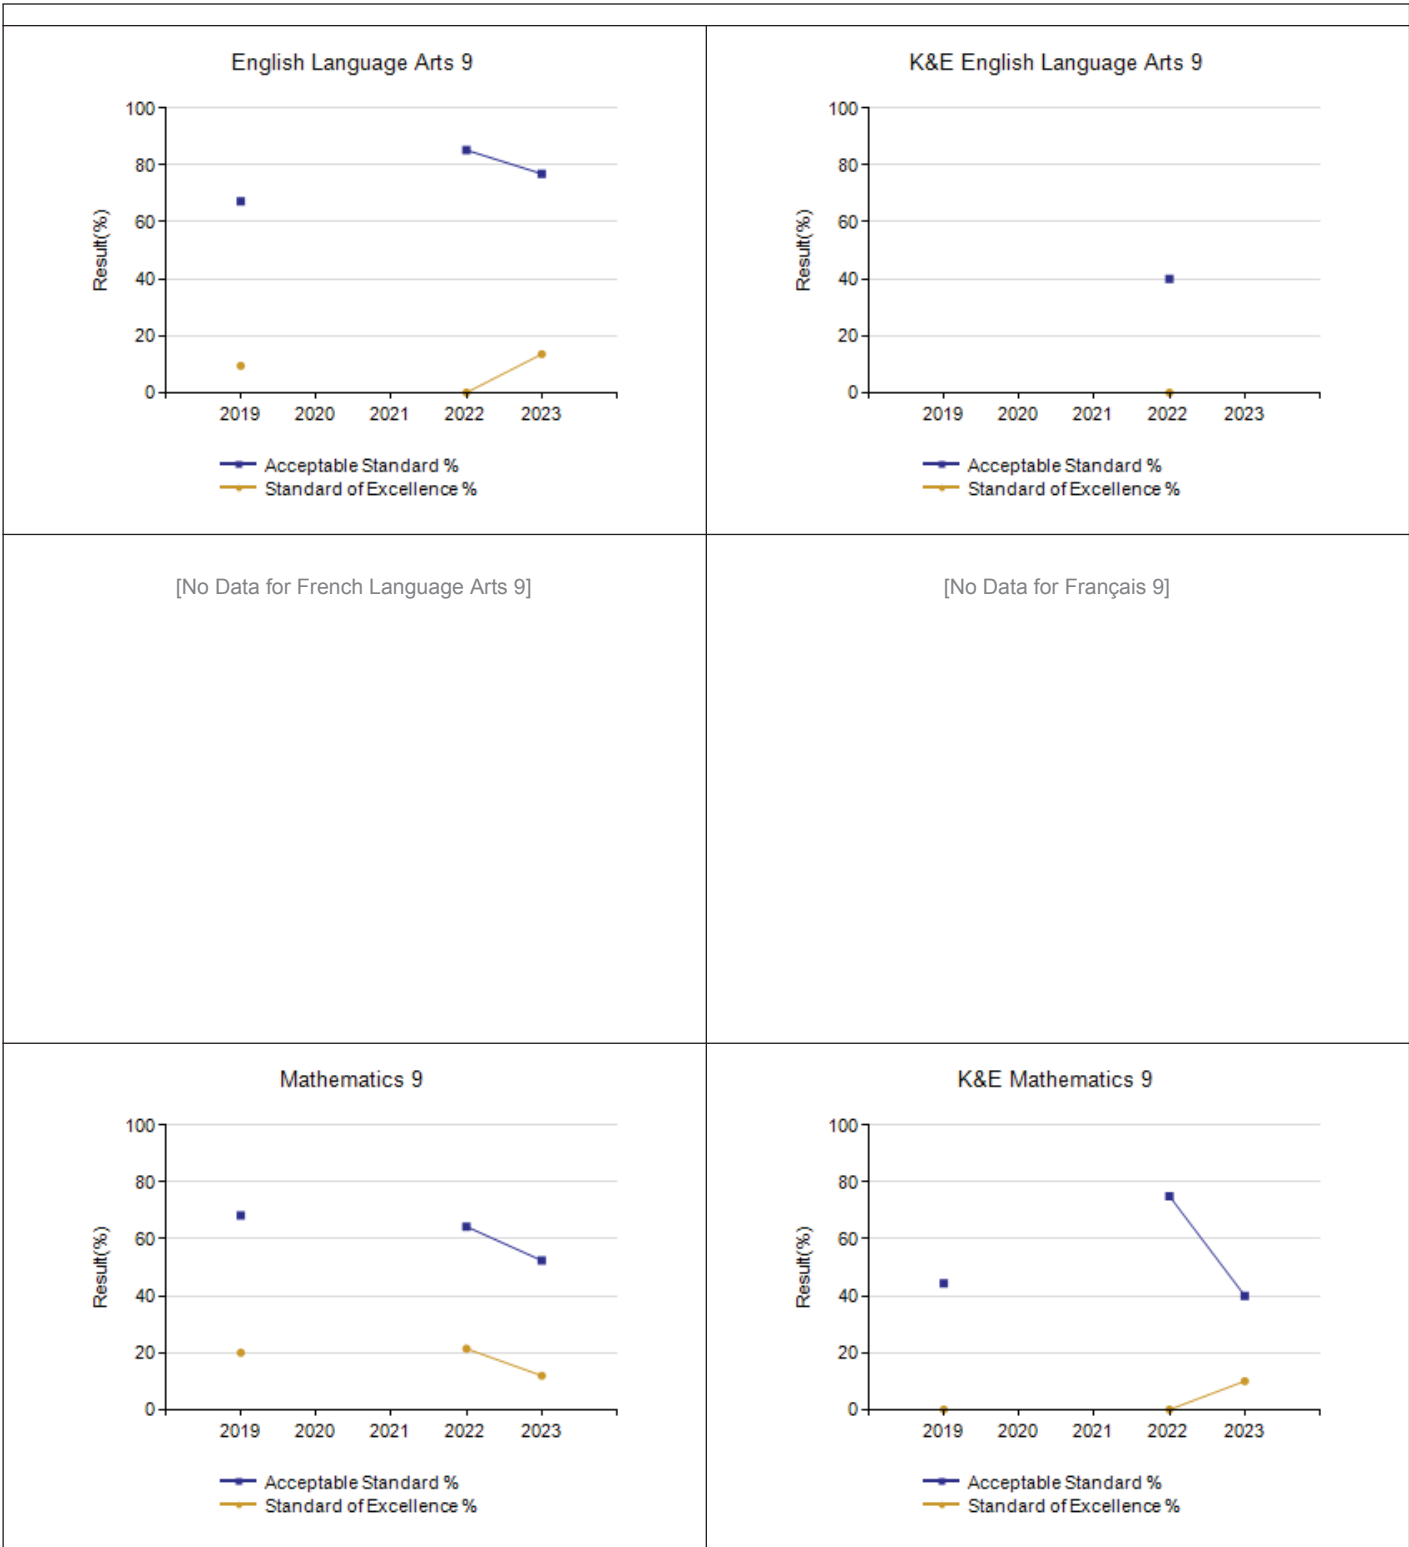 English Language Arts 9
100
80
60
40
20
0
Result(%)
2019 2020 2021 2022 2023
Acceptable Standard %
Standard of Excellence %
K&E English Language Arts 9
100
80
60
40
20
0
Result(%)
2019 2020 2021 2022 2023
Acceptable Standard %
Standard of Excellence %
[No Data for French Language Arts 9]
[No Data for Français 9]
Mathematics 9
100
80
60
40
20
0
Result(%)
2019 2020 2021 2022 2023
Acceptable Standard %
Standard of Excellence %
K&E Mathematics 9
100
80
60
40
20
0
Result(%)
2019 2020 2021 2022 2023
Acceptable Standard %
Standard of Excellence %